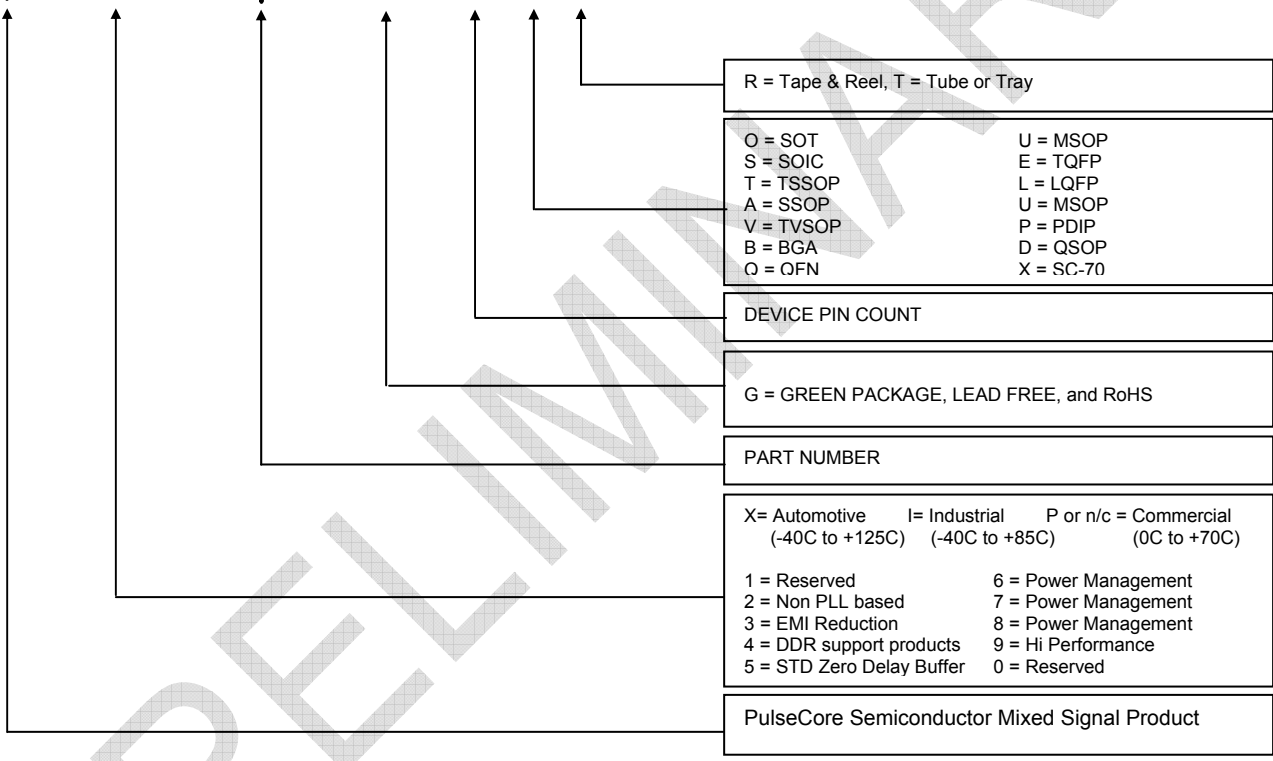 R = Tape & Reel, T = Tube or Tray
O = SOT U = MSOP
S = SOIC E = TQFP
T = TSSOP L = LQFP
A = SSOP U = MSOP
V = TVSOP P = PDIP
B = BGA D = QSOP
Q = QFN X = SC-70
DEVICE PIN COUNT
G = GREEN PACKAGE, LEAD FREE, and RoHS
PART NUMBER
X= Automotive I= Industrial P or n/c = Commercial
(-40C to +125C) (-40C to +85C) (0C to +70C)
1 = Reserved 6 = Power Management
2 = Non PLL based 7 = Power Management
3 = EMI Reduction 8 = Power Management
4 = DDR support products 9 = Hi Performance
5 = STD Zero Delay Buffer 0 = Reserved
PulseCore Semiconductor Mixed Signal Product